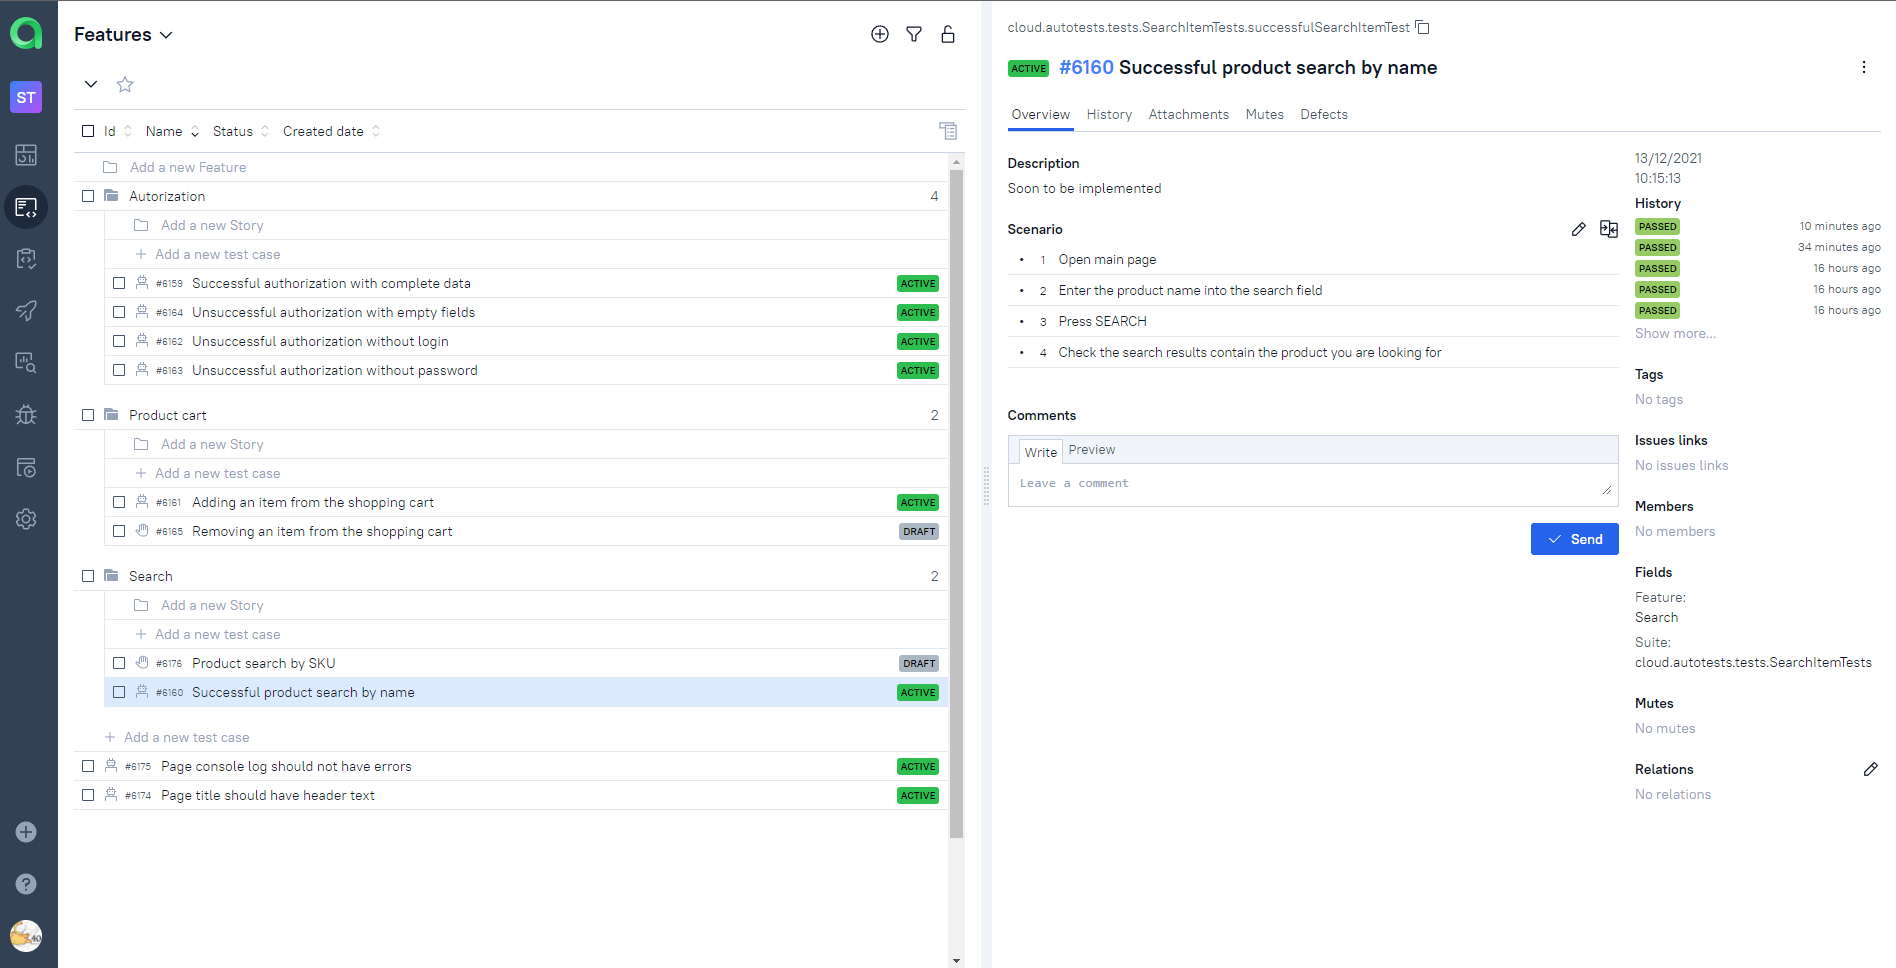 ST
Features
Id Name Status Created date
Add a new Feature
Autorization 4
Add a new Story
Add a new test case
#6159 Successful authorization with complete data ACTIVE
#6164 Unsuccessful authorization with empty fields ACTIVE
#6162 Unsuccessful authorization without login ACTIVE
#6163 Unsuccessful authorization without password ACTIVE
Product cart 2
Add a new Story
Add a new test case
#6161 Adding an item from the shopping cart ACTIVE
#6165 Removing an item from the shopping cart DRAFT
Search 2
Add a new Story
Add a new test case
#6176 Product search by SKU DRAFT
#6160 Successful product search by name ACTIVE
Add a new test case
#6175 Page console log should not have errors ACTIVE
#6174 Page title should have header text ACTIVE
cloud.autotests.tests.SearchItemTests.successfulSearchItemTest
ACTIVE #6160 Successful product search by name
Overview History Attachments Mutes Defects
Description
Soon to be implemented
Scenario
• 1 Open main page
• 2 Enter the product name into the search field
• 3 Press SEARCH
• 4 Check the search results contain the product you are looking for
Comments
Write Preview
Leave a comment
Send
13/12/2021
10:15:13
History
PASSED 10 minutes ago
PASSED 34 minutes ago
PASSED 16 hours ago
PASSED 16 hours ago
PASSED 16 hours ago
Show more...
Tags
No tags
Issues links
No issues links
Members
No members
Fields
Feature:
Search
Suite:
cloud.autotests.tests.SearchItemTests
Mutes
No mutes
Relations
No relations